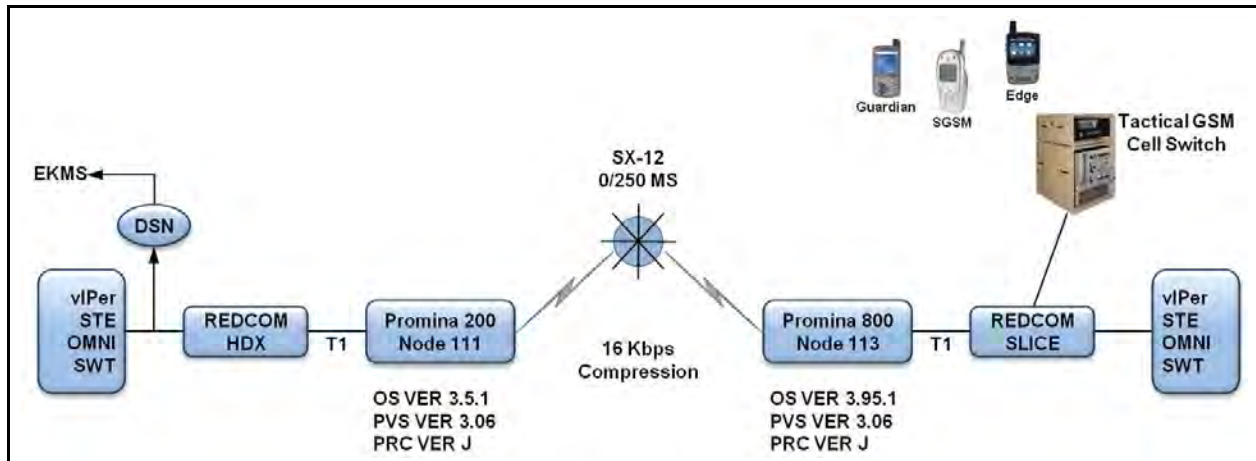 Guardian
SGSM
Edge
Tactical GSM
Cell Switch
SX-12
0/250 MS
EKMS
DSN
vIPer
STE
OMNI
SWT
REDCOM
HDX
T1
Promina 200
Node 111
16 Kbps
Compression
Promina 800
Node 113
T1
REDCOM
SLICE
vIPer
STE
OMNI
SWT
OS VER 3.5.1
PVS VER 3.06
PRC VER J
OS VER 3.95.1
PVS VER 3.06
PRC VER J